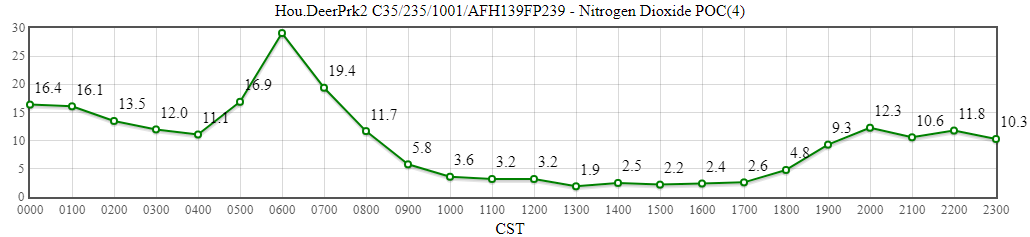 Hou.DeerPrk2 C35/235/1001/AFH139FP239 - Nitrogen Dioxide POC(4)
30
25
20
15
10
5
0
16.4 16.1 13.5 12.0 11.1 16.9 19.4 11.7 5.8 3.6 3.2 3.2 1.9 2.5 2.2 2.4 2.6 4.8 9.3 12.3 10.6 11.8 10.3
0000 0100 0200 0300 0400 0500 0600 0700 0800 0900 1000 1100 1200 1300 1400 1500 1600 1700 1800 1900 2000 2100 2200 2300
CST